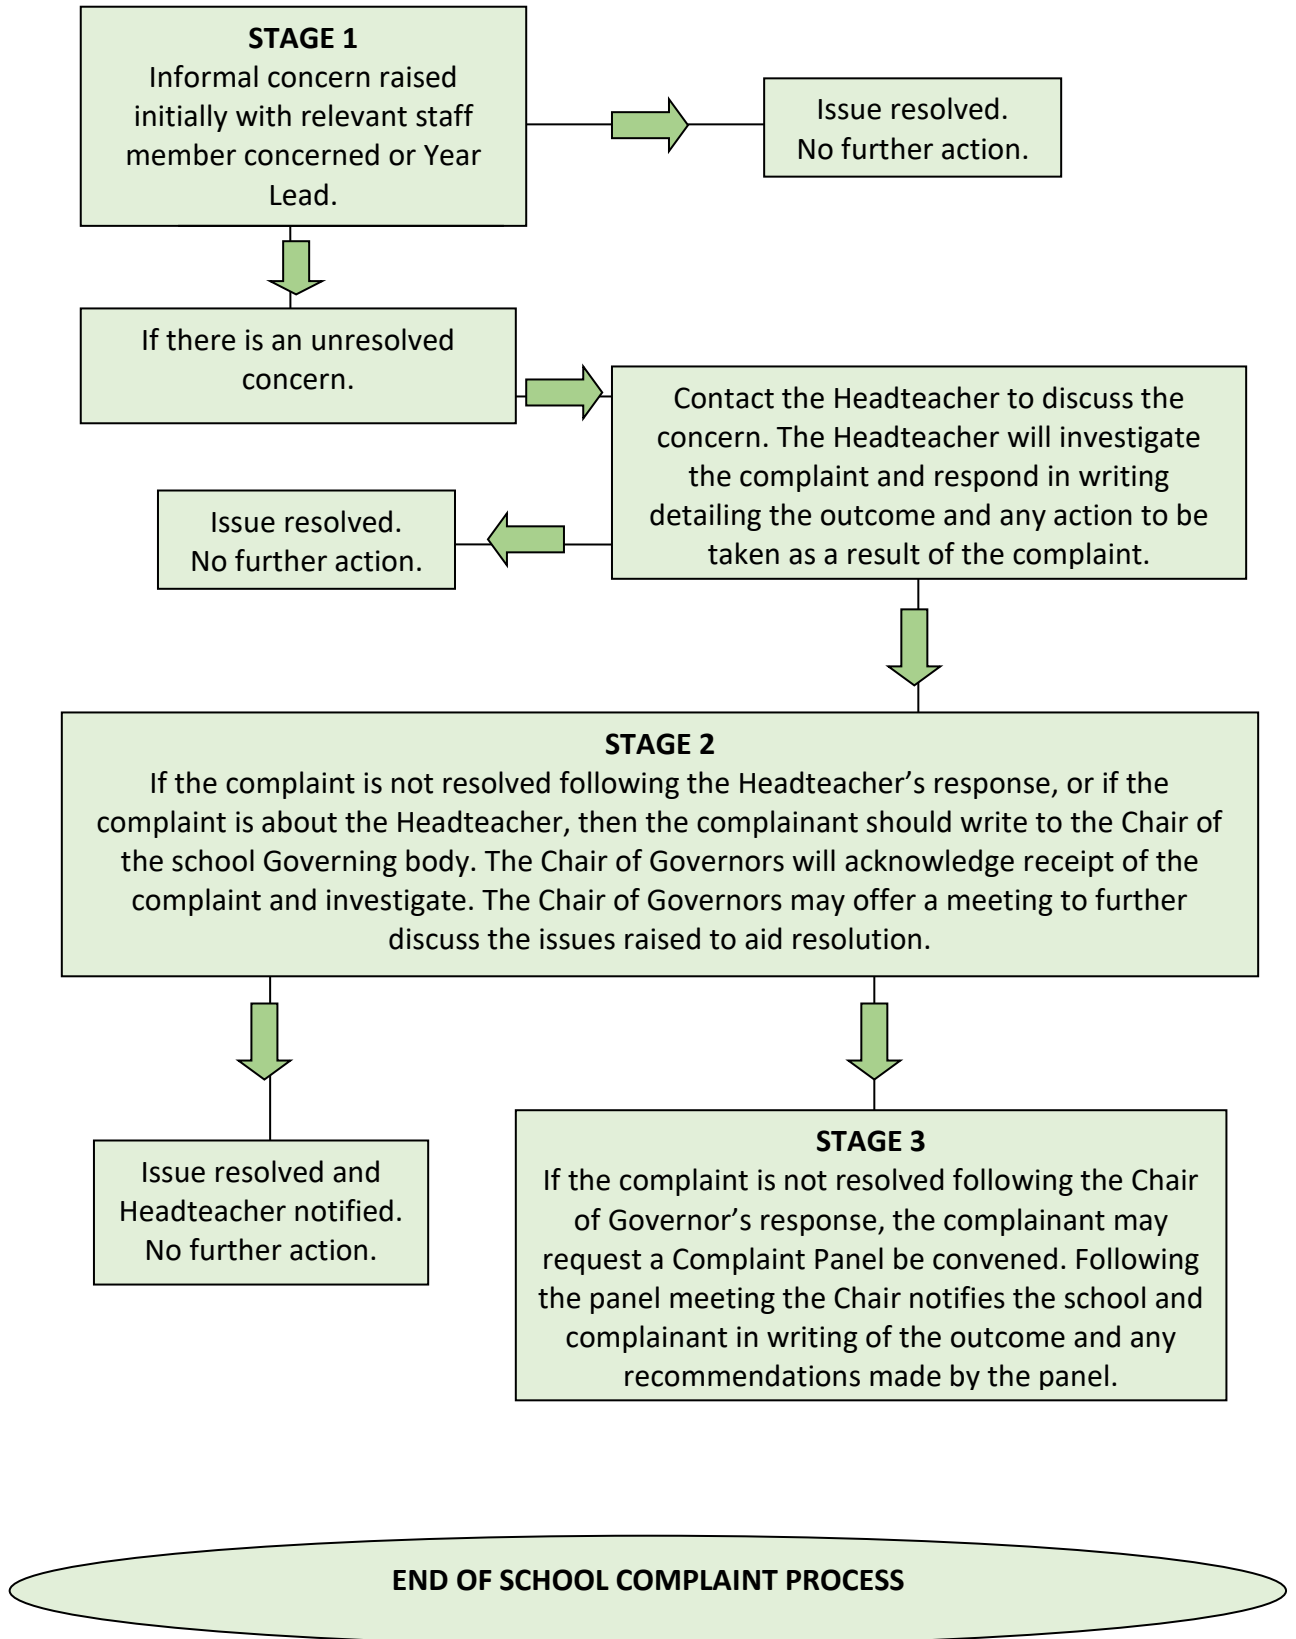 STAGE 1
Informal concern raised
initially with relevant staff
member concerned or Year
Lead.
Issue resolved.
No further action.
If there is an unresolved
concern.
Contact the Headteacher to discuss the
concern. The Headteacher will investigate
the complaint and respond in writing
detailing the outcome and any action to be
taken as a result of the complaint.
Issue resolved.
No further action.
STAGE 2
If the complaint is not resolved following the Headteacher’s response, or if the
complaint is about the Headteacher, then the complainant should write to the Chair of
the school Governing body. The Chair of Governors will acknowledge receipt of the
complaint and investigate. The Chair of Governors may offer a meeting to further
discuss the issues raised to aid resolution.
Issue resolved and
Headteacher notified.
No further action.
STAGE 3
If the complaint is not resolved following the Chair
of Governor’s response, the complainant may
request a Complaint Panel be convened. Following
the panel meeting the Chair notifies the school and
complainant in writing of the outcome and any
recommendations made by the panel.
END OF SCHOOL COMPLAINT PROCESS